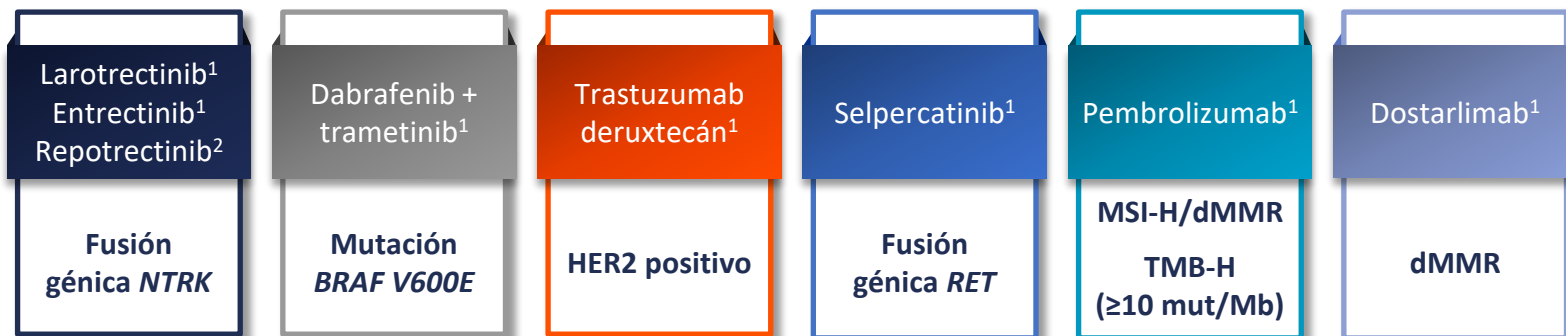 Larotrectinib¹
Entrectinib¹
Repotrectinib²
Fusión
génica NTRK
Dabrafenib +
trametinib¹
Mutación
BRAF V600E
Trastuzumab
deruxtecán¹
HER2 positivo
Selpercatinib¹
Fusión
génica RET
Pembrolizumab¹
MSI-H/dMMR
TMB-H
(≥10 mut/Mb)
Dostarlimab¹
dMMR